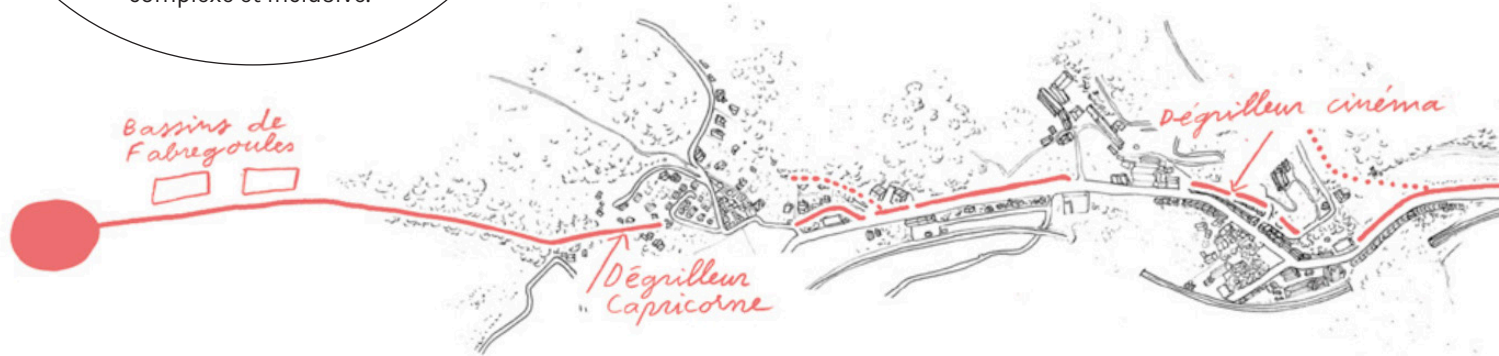 complexe et inclusive.
Bassins de
Fabregoules
Dégrilleur cinéma
Dégrilleur
Capricorne